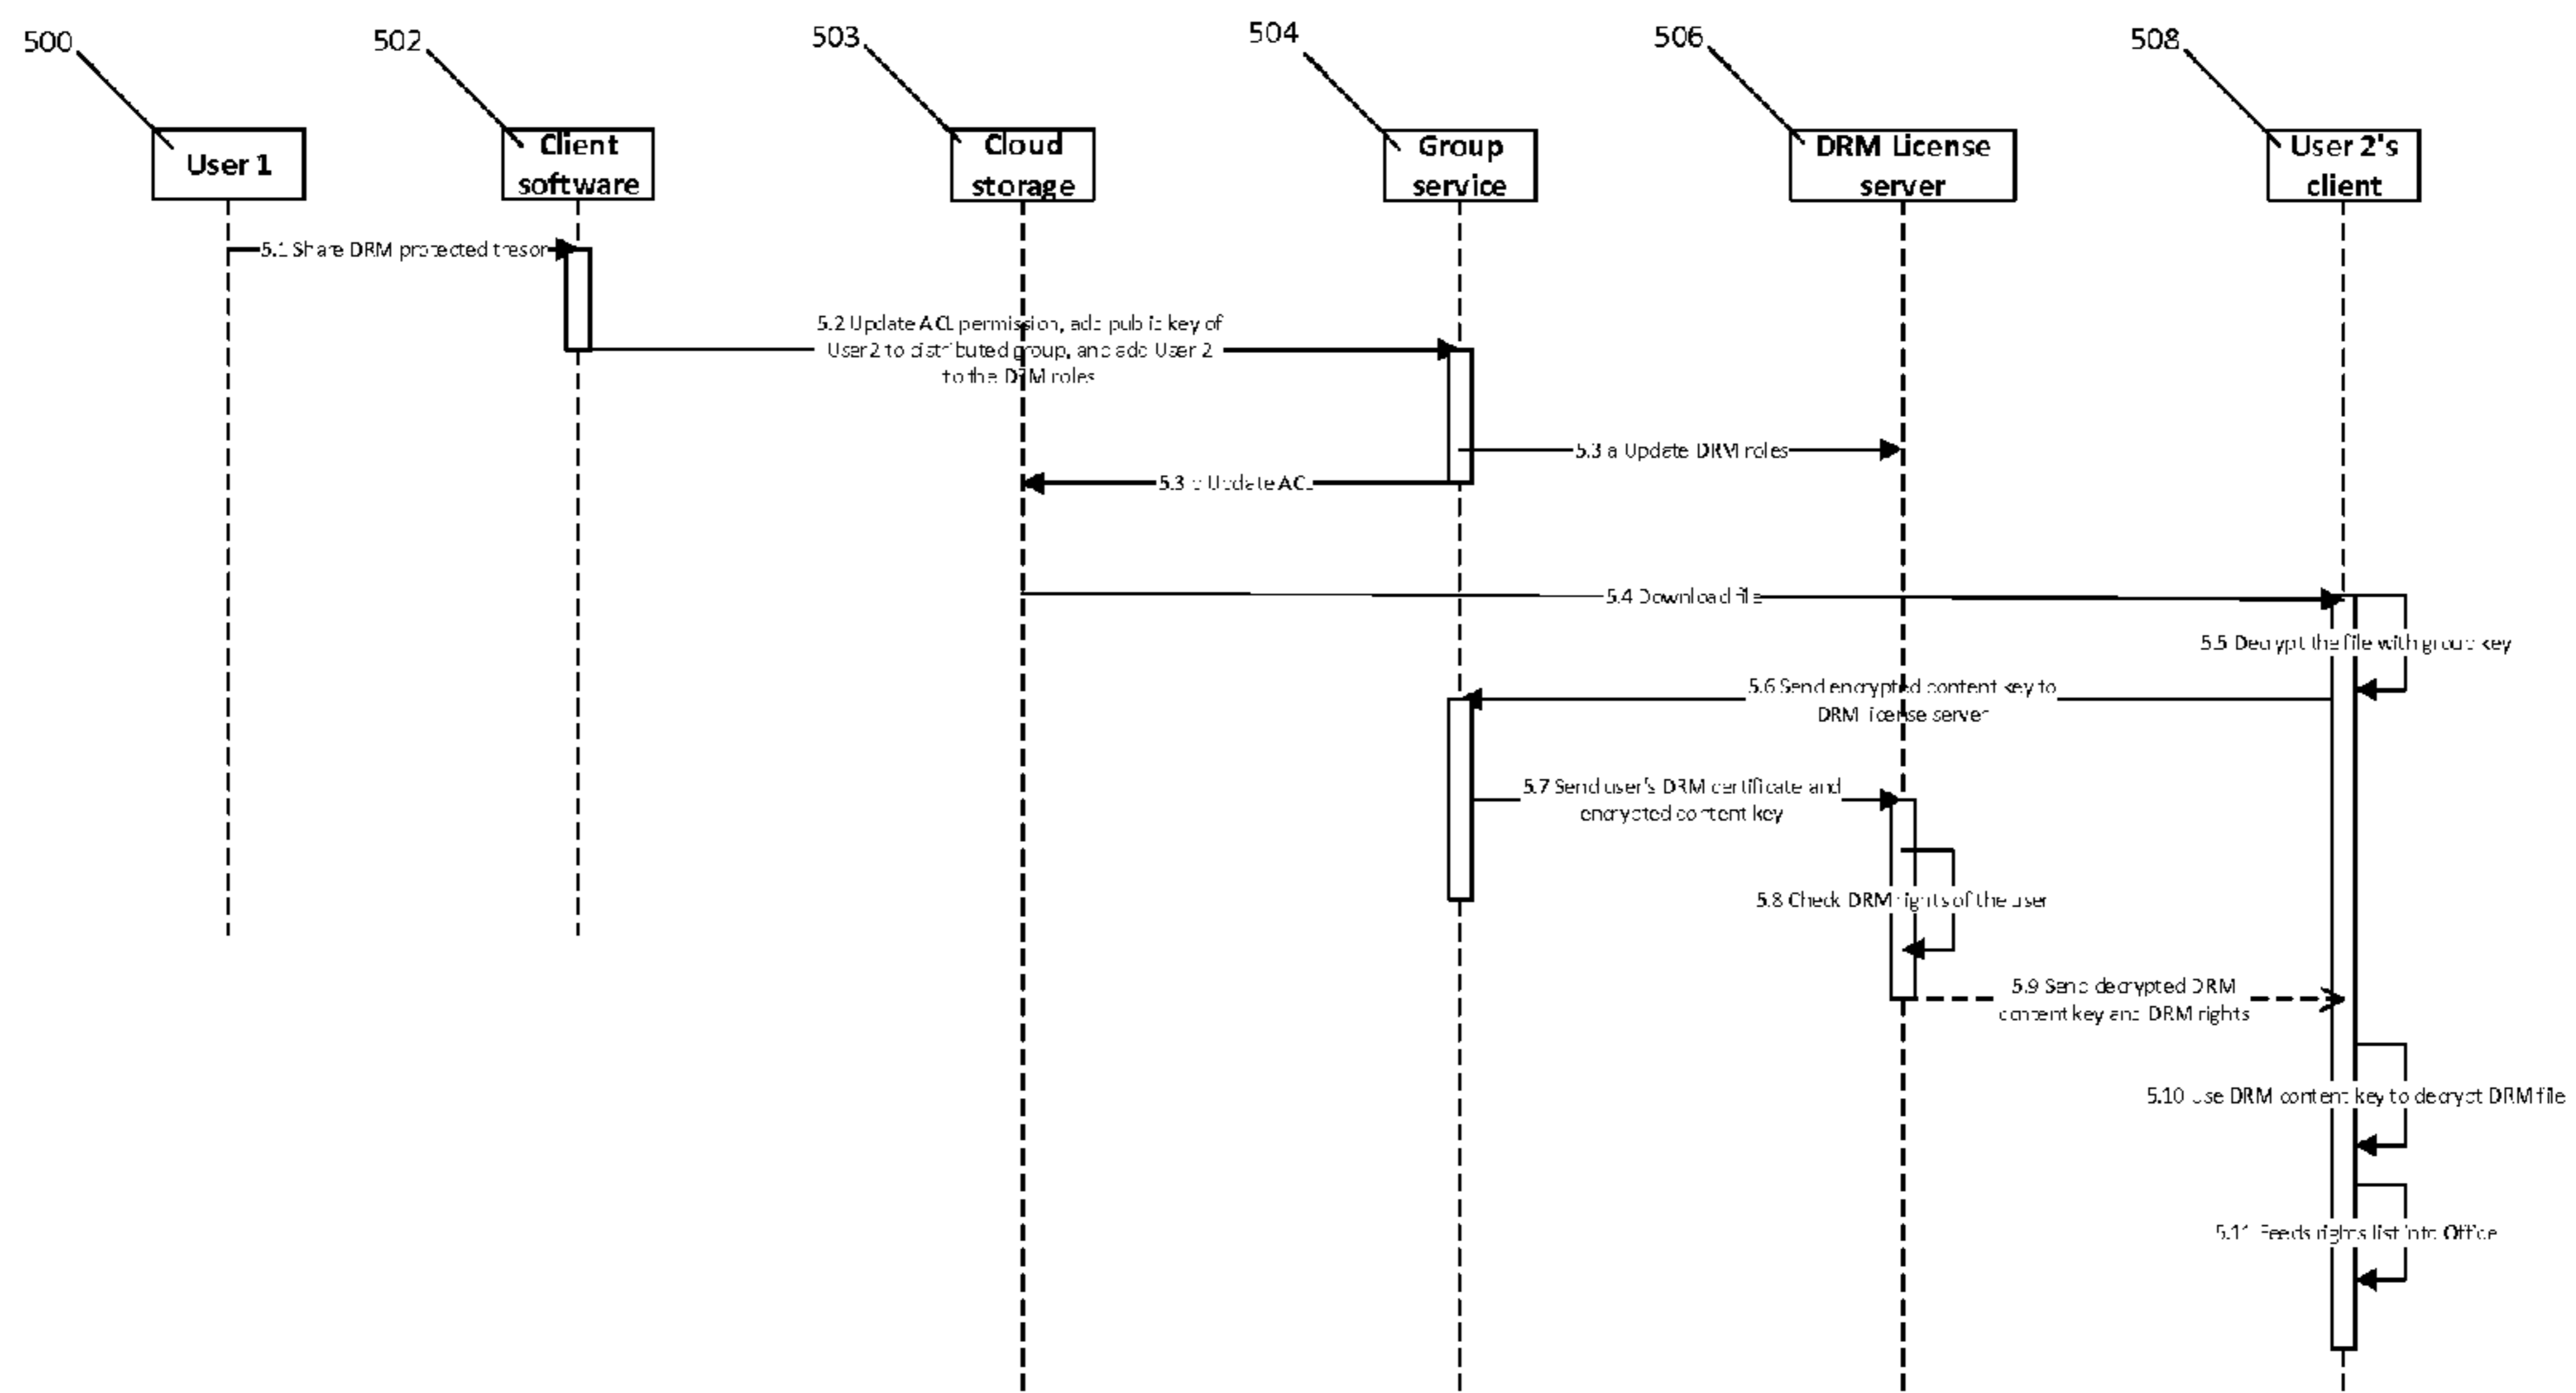 500
502
503
504
506
508
User 1
Client
software
Cloud
storage
Group
service
DRM License
server
User 2's
client
5.1 Share DRM protected tresor
5.2 Update ACL permission, add public key of
User2 to distributed group, and add User 2
to the DRM roles
5.3 a Update DRM roles
5.3 b Update ACL
5.4 Download file
5.5 Decrypt the file with group key
5.6 Send encrypted content key to
DRM license server
5.7 Send user's DRM certificate and
encrypted content key
5.8 Check DRM rights of the user
5.9 Send decrypted DRM
content key and DRM rights
5.10 Use DRM content key to decrypt DRM file
5.11 Feeds rights list into Office